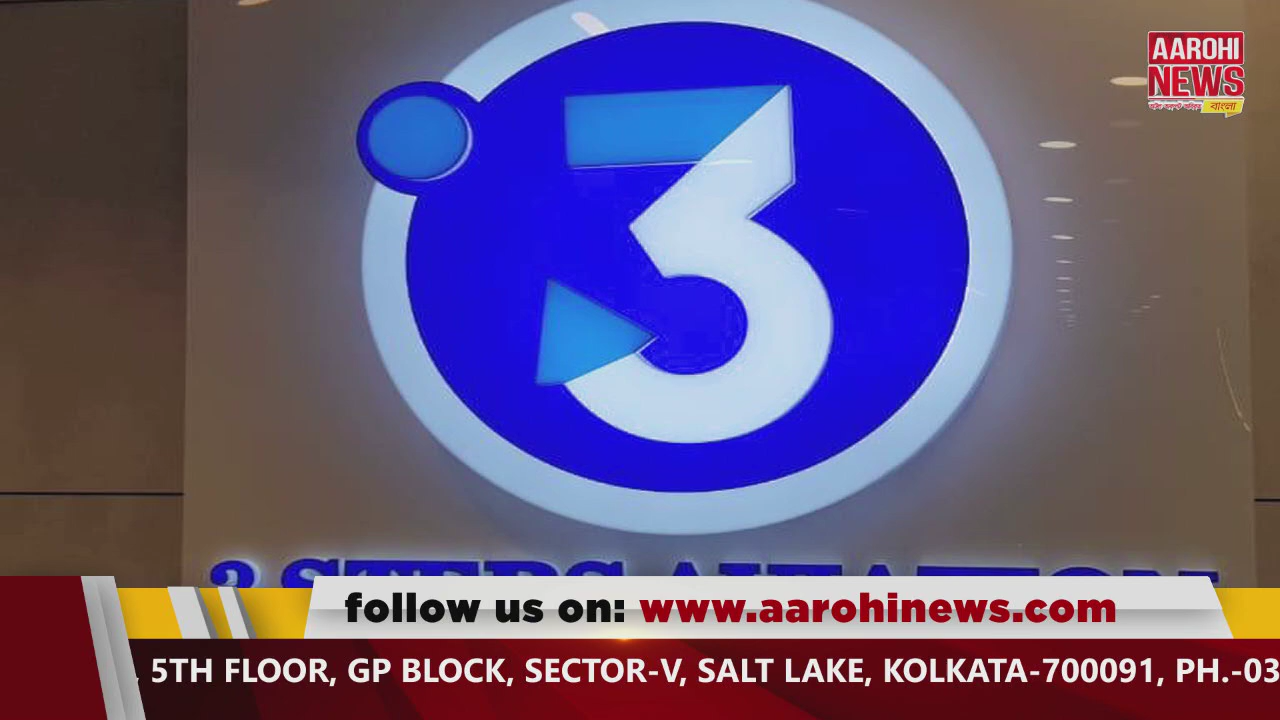 AAROHI
NEWS
বাংলা
3
follow us on: www.aarohinews.com
, 5TH FLOOR, GP BLOCK, SECTOR-V, SALT LAKE, KOLKATA-700091, PH.-03